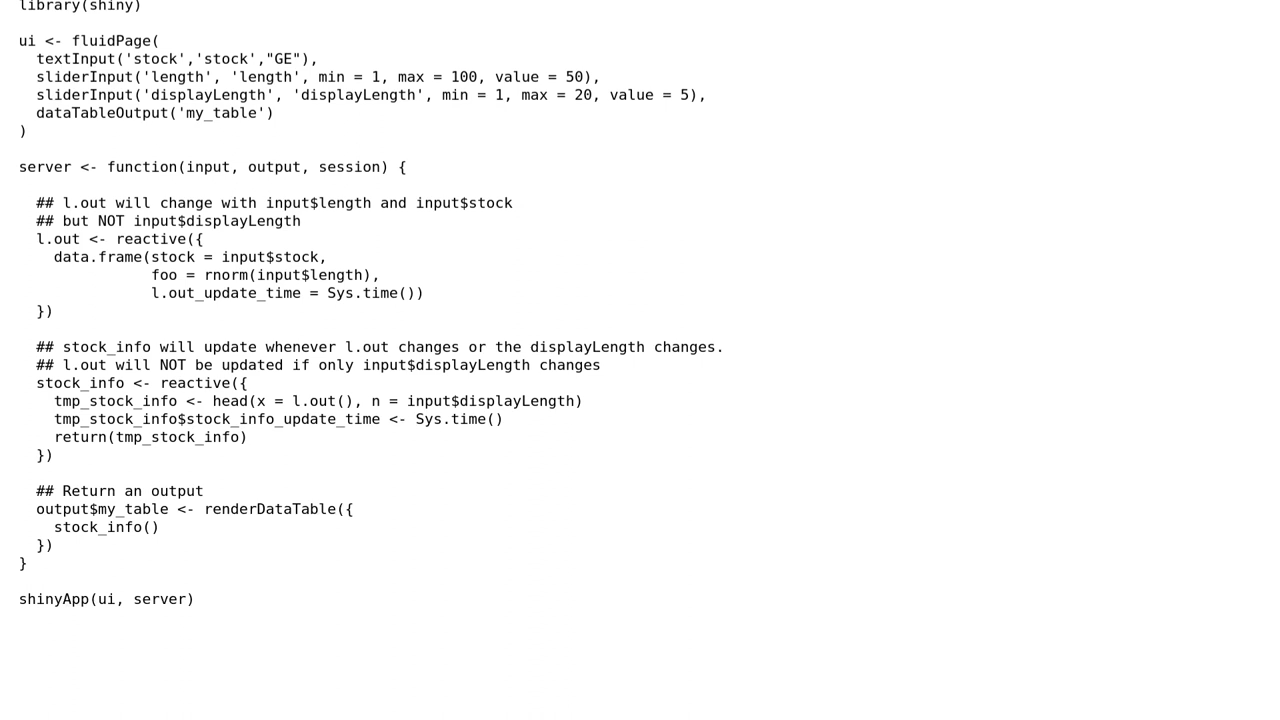 library(shiny)

ui <- fluidPage(
  textInput('stock','stock',"GE"),
  sliderInput('length', 'length', min = 1, max = 100, value = 50),
  sliderInput('displayLength', 'displayLength', min = 1, max = 20, value = 5),
  dataTableOutput('my_table')
)

server <- function(input, output, session) {

  ## l.out will change with input$length and input$stock
  ## but NOT input$displayLength
  l.out <- reactive({
    data.frame(stock = input$stock,
               foo = rnorm(input$length),
               l.out_update_time = Sys.time())
  })

  ## stock_info will update whenever l.out changes or the displayLength changes.
  ## l.out will NOT be updated if only input$displayLength changes
  stock_info <- reactive({
    tmp_stock_info <- head(x = l.out(), n = input$displayLength)
    tmp_stock_info$stock_info_update_time <- Sys.time()
    return(tmp_stock_info)
  })

  ## Return an output
  output$my_table <- renderDataTable({
    stock_info()
  })
}

shinyApp(ui, server)